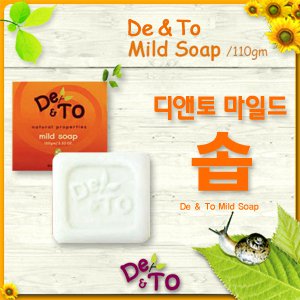 De & To
Mild Soap /110gm
디앤토 마일드
솝
De & To Mild Soap
De
& To
natural properties
mild soap
De
& To
De
& To